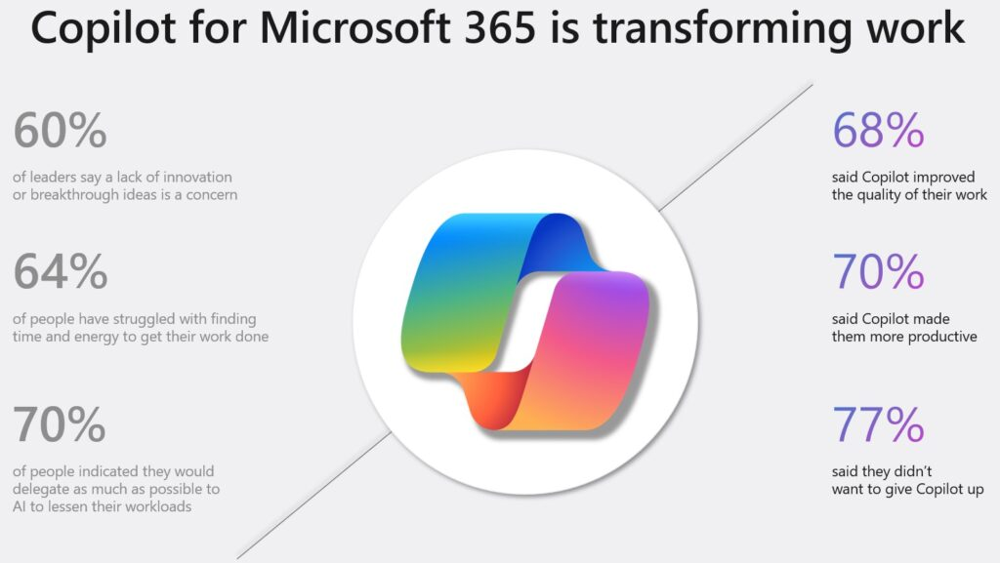 Copilot for Microsoft 365 is transforming work
60%
of leaders say a lack of innovation
or breakthrough ideas is a concern
64%
of people have struggled with finding
time and energy to get their work done
70%
of people indicated they would
delegate as much as possible to
AI to lessen their workloads
68%
said Copilot improved
the quality of their work
70%
said Copilot made
them more productive
77%
said they didn’t
want to give Copilot up